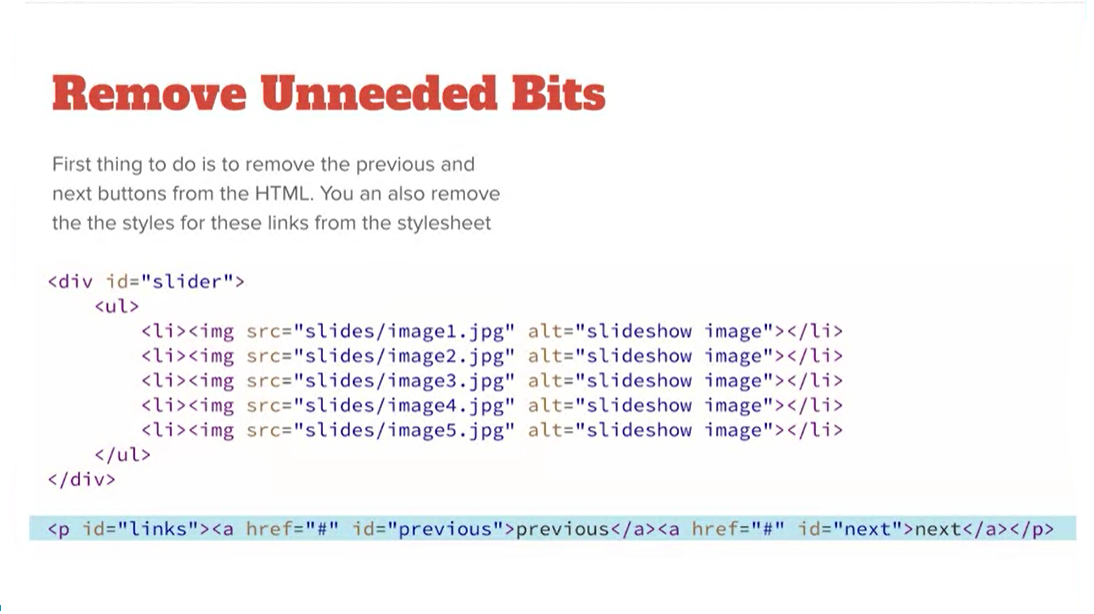 Remove Unneeded Bits
First thing to do is to remove the previous and
next buttons from the HTML. You an also remove
the the styles for these links from the stylesheet
<div id="slider">
    <ul>
        <li><img src="slides/image1.jpg" alt="slideshow image"></li>
        <li><img src="slides/image2.jpg" alt="slideshow image"></li>
        <li><img src="slides/image3.jpg" alt="slideshow image"></li>
        <li><img src="slides/image4.jpg" alt="slideshow image"></li>
        <li><img src="slides/image5.jpg" alt="slideshow image"></li>
    </ul>
</div>
<p id="links"><a href="#" id="previous">previous</a><a href="#" id="next">next</a></p>